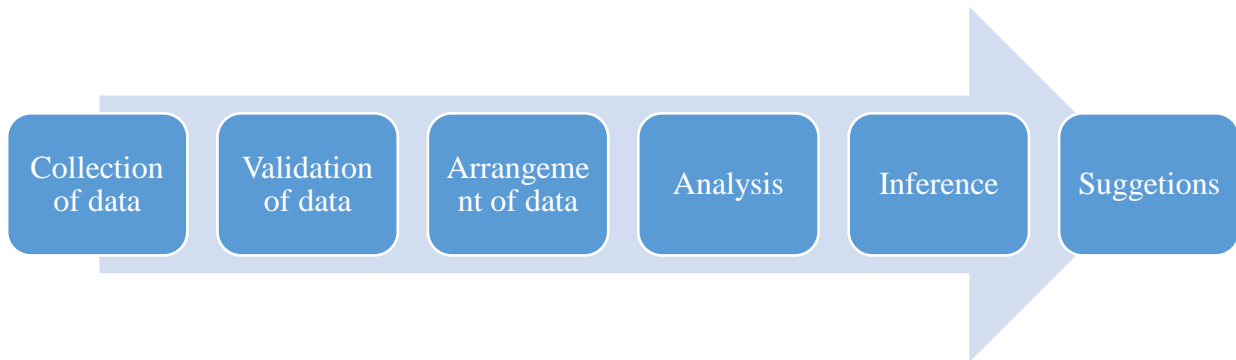 Collection
of data
Validation
of data
Arrangeme
nt of data
Analysis
Inference
Suggetions